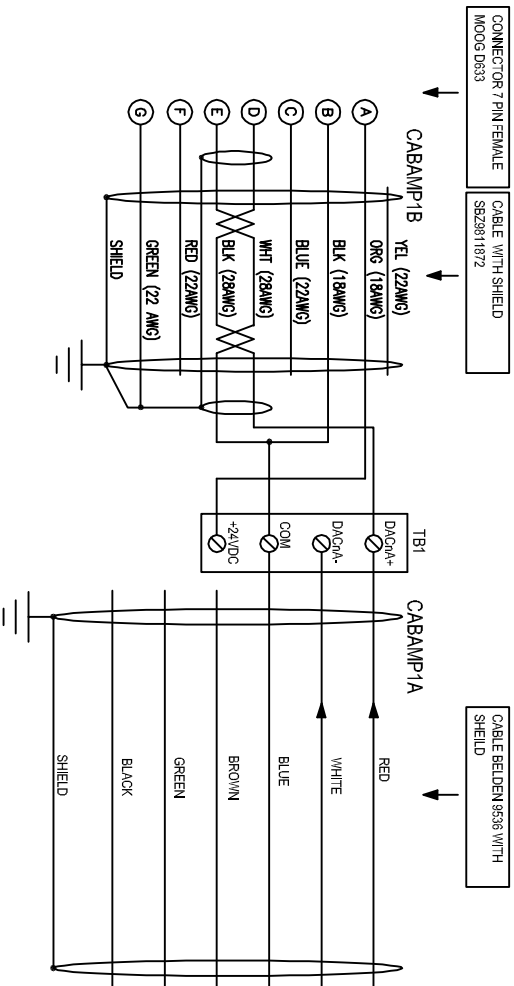 CONNECTOR 7 PIN FEMALE
MOOG D633
CABLE WITH SHIELD
SBZ9811872
CABLE BELDEN 9536 WITH
SHEILD
CABAMP1B
TB1
CABAMP1A
YEL (22AWG)
A
ORG (18AWG)
DACnA+
RED
B
BLK (18AWG)
DACnA-
WHITE
C
BLUE (22AWG)
COM
BLUE
D
WHT (28AWG)
E
BLK (28AWG)
+24VDC
BROWN
F
RED (22AWG)
GREEN
G
GREEN (22 AWG)
BLACK
SHIELD
SHIELD